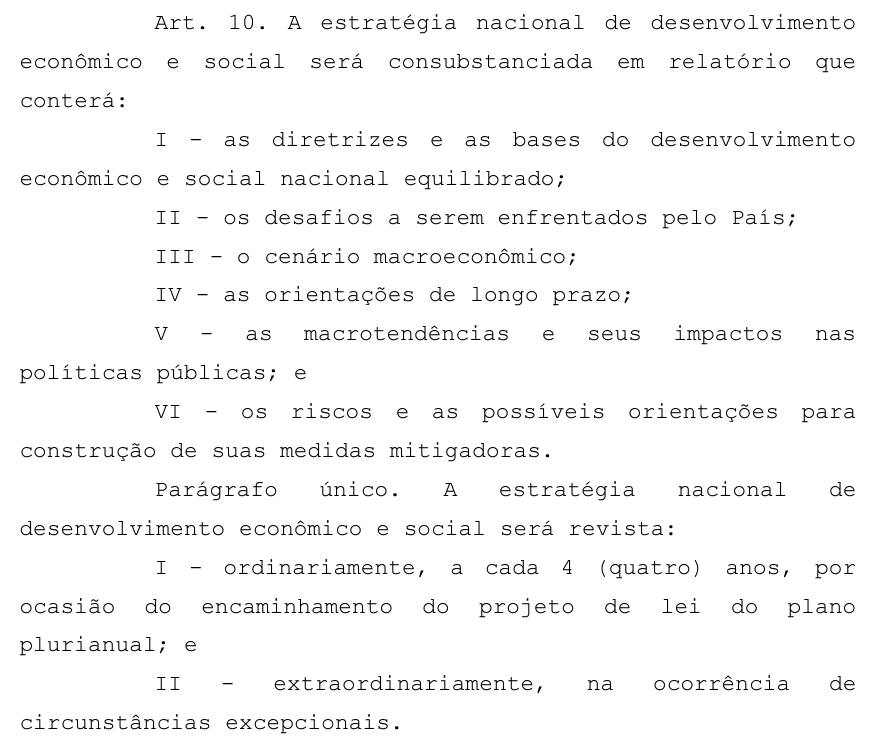 Art. 10. A estratégia nacional de desenvolvimento
econômico e social será consubstanciada em relatório que
conterá:
I – as diretrizes e as bases do desenvolvimento
econômico e social nacional equilibrado;
II – os desafios a serem enfrentados pelo País;
III – o cenário macroeconômico;
IV – as orientações de longo prazo;
V – as macrotendências e seus impactos nas
políticas públicas; e
VI – os riscos e as possíveis orientações para
construção de suas medidas mitigadoras.
Parágrafo único. A estratégia nacional de
desenvolvimento econômico e social será revista:
I – ordinariamente, a cada 4 (quatro) anos, por
ocasião do encaminhamento do projeto de lei do plano
plurianual; e
II – extraordinariamente, na ocorrência de
circunstâncias excepcionais.